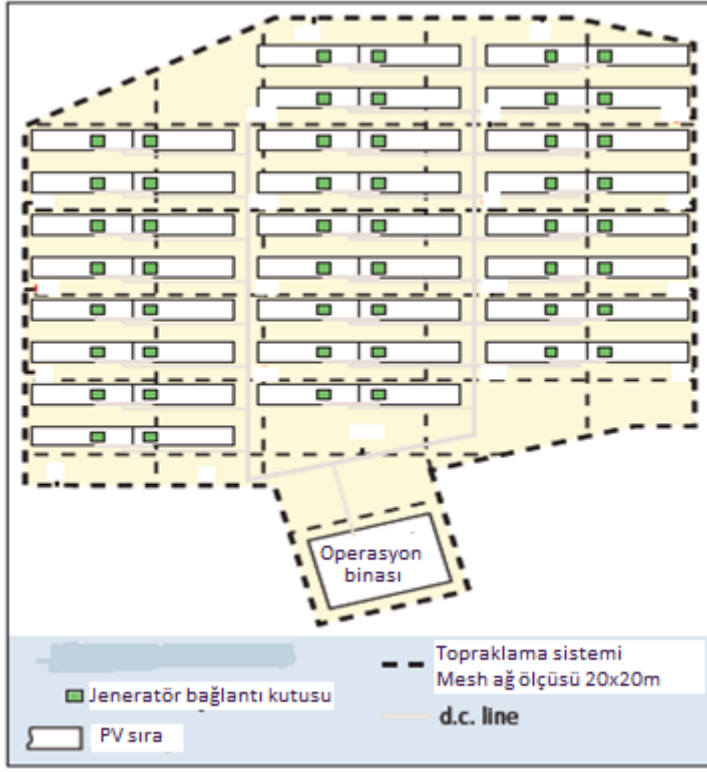 Operasyon
binası
Jeneratör bağlantı kutusu
PV sıra
Topraklama sistemi
Mesh ağ ölçüsü 20x20m
d.c. line